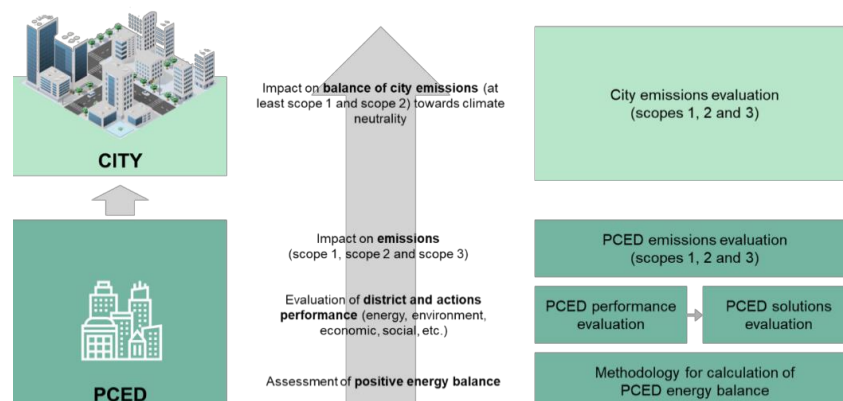 CITY
Impact on balance of city emissions (at
least scope 1 and scope 2) towards climate
neutrality
City emissions evaluation
(scopes 1, 2 and 3)
PCED
Impact on emissions
(scope 1, scope 2 and scope 3)
Evaluation of district and actions
performance (energy, environment,
economic, social, etc.)
Assessment of positive energy balance
PCED emissions evaluation
(scopes 1, 2 and 3)
PCED performance
evaluation
PCED solutions
evaluation
Methodology for calculation of
PCED energy balance